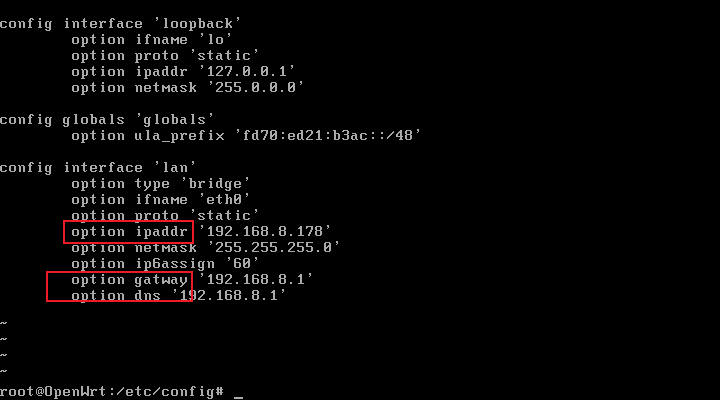 config interface 'loopback'
option ifname 'lo'
option proto 'static'
option ipaddr '127.0.0.1'
option netmask '255.0.0.0'
config globals 'globals'
option ula_prefix 'fd70:ed21:b3ac::/48'
config interface 'lan'
option type 'bridge'
option ifname 'eth0'
option proto 'static'
option ipaddr '192.168.8.178'
option netmask '255.255.255.0'
option ip6assign '60'
option gatway '192.168.8.1'
option dns '192.168.8.1'
~
~
~
~
root@OpenWrt:/etc/config# _